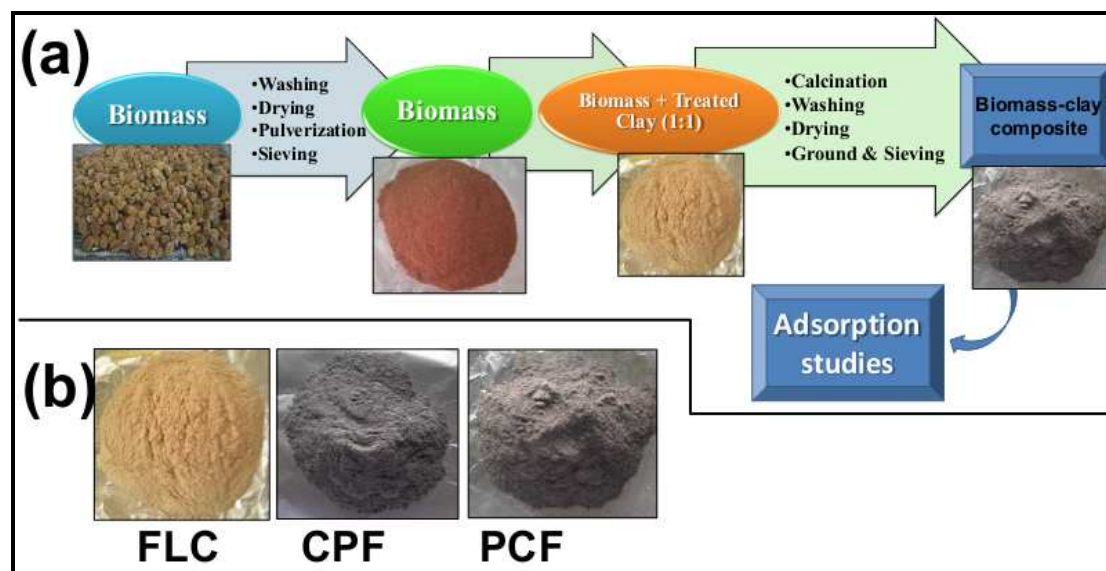 (a)
Biomass
•Washing
•Drying
•Pulverization
•Sieving
Biomass
Biomass + Treated
Clay (1:1)
•Calcination
•Washing
•Drying
•Ground & Sieving
Biomass-clay
composite
Adsorption
studies
(b)
FLC
CPF
PCF